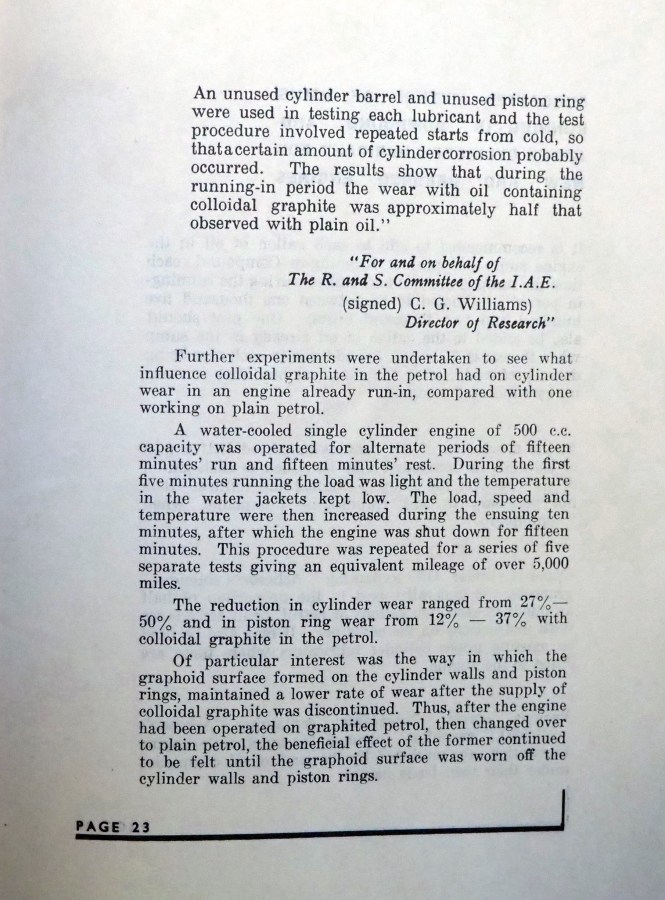 An unused cylinder barrel and unused piston ring
were used in testing each lubricant and the test
procedure involved repeated starts from cold, so
thatacertain amount of cylindercorrosion probably
occurred. The results show that during the
running-in period the wear with oil containing
colloidal graphite was approximately half that
observed with plain oil.”
“For and on behalf of
The R. and S. Committee of the I.A.E.
(signed) C. G. Williams)
Director of Research”
Further experiments were undertaken to see what
influence colloidal graphite in the petrol had on cylinder
wear in an engine already run-in, compared with one
working on plain petrol.
A water-cooled single cylinder engine of 500 c.c.
capacity was operated for alternate periods of fifteen
minutes’ run and fifteen minutes’ rest. During the first
five minutes running the load was light and the temperature
in the water jackets kept low. The load, speed and
temperature were then increased during the ensuing ten
minutes, after which the engine was shut down for fifteen
minutes. This procedure was repeated for a series of five
separate tests giving an equivalent mileage of over 5,000
miles.
The reduction in cylinder wear ranged from 27%—
50% and in piston ring wear from 12% — 37% with
colloidal graphite in the petrol.
Of particular interest was the way in which the
graphoid surface formed on the cylinder walls and piston
rings, maintained a lower rate of wear after the supply of
colloidal graphite was discontinued. Thus, after the engine
had been operated on graphited petrol, then changed over
to plain petrol, the beneficial effect of the former continued
to be felt until the graphoid surface was worn off the
cylinder walls and piston rings.
PAGE 23